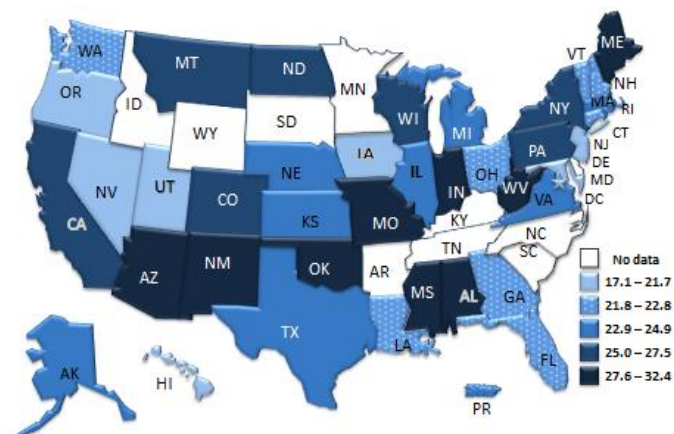 WA
MT
ND
MN
VT
ME
OR
ID
NH
WI
NY
MA
RI
SD
MI
CT
WY
IA
PA
NJ
DE
NE
OH
MD
NV
UT
IL
IN
WV
DC
CO
VA
CA
KS
MO
KY
NC
TN
SC
AZ
NM
OK
AR
MS
AL
GA
TX
LA
FL
AK
HI
PR
No data
17.1 – 21.7
21.8 – 22.8
22.9 – 24.9
25.0 – 27.5
27.6 – 32.4